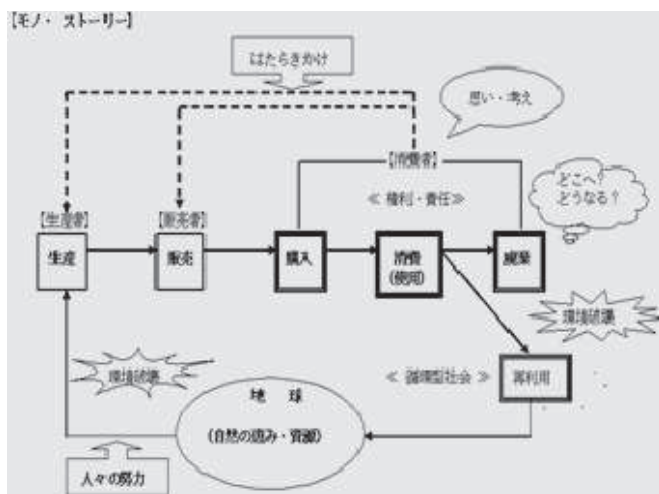 【モノ・ ストーリー】
はたらきかけ
思い・考え
【消費者】
≪ 権利・責任≫
どこへ?
どうなる?
【生産者】
【販売者】
生産
販売
購入
消費
(使用)
廃棄
環境破壊
環境破壊
≪ 循環型社会 ≫
再利用
地 球
(自然の恵み・資源)
人々の努力